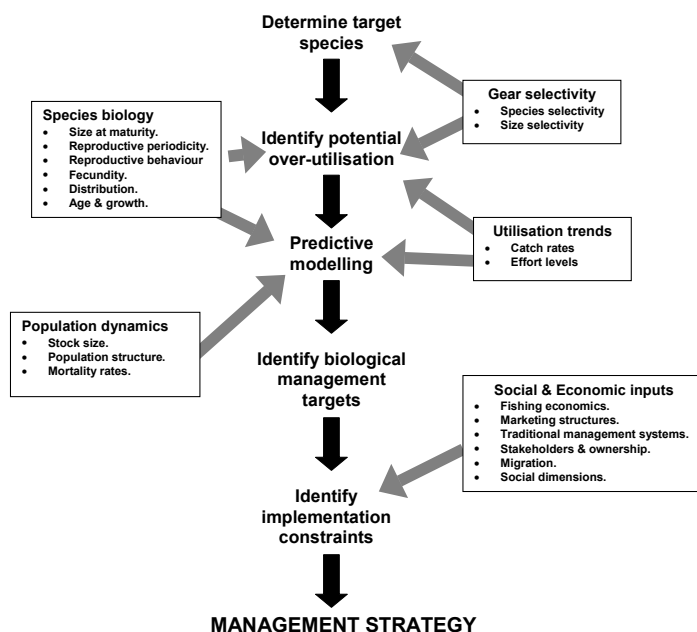 Determine target
species
Gear selectivity
• Species selectivity
• Size selectivity
Species biology
• Size at maturity.
• Reproductive periodicity.
• Reproductive behaviour
• Fecundity.
• Distribution.
• Age & growth.
Identify potential
over-utilisation
Utilisation trends
• Catch rates
• Effort levels
Predictive
modelling
Population dynamics
• Stock size.
• Population structure.
• Mortality rates.
Identify biological
management
targets
Social & Economic inputs
• Fishing economics.
• Marketing structures.
• Traditional management systems.
• Stakeholders & ownership.
• Migration.
• Social dimensions.
Identify
implementation
constraints
MANAGEMENT STRATEGY